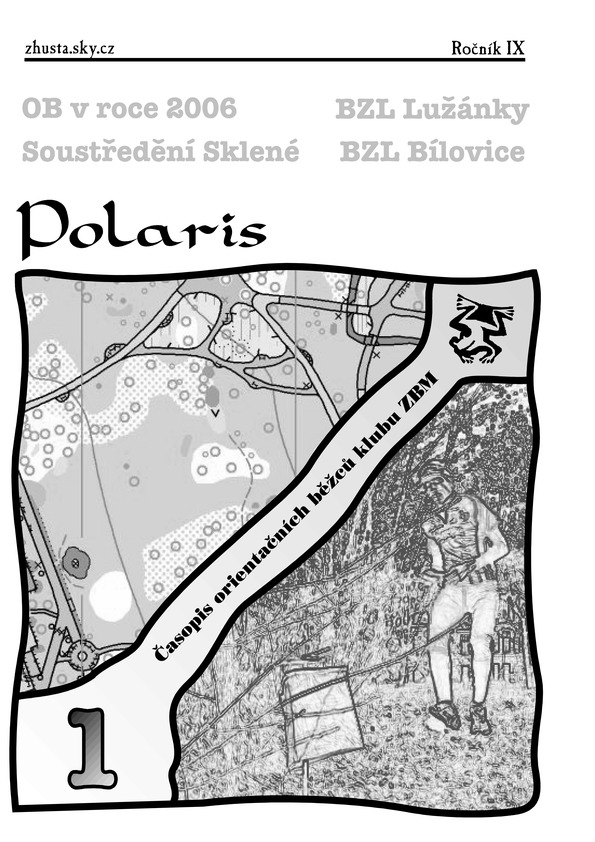 zhusta.sky.cz Ročník IX
OB v roce 2006 BZL Lužánky
Soustředění Sklené BZL Bílovice
Polaris
Časopis orientačních běžců klubu ZBM
1